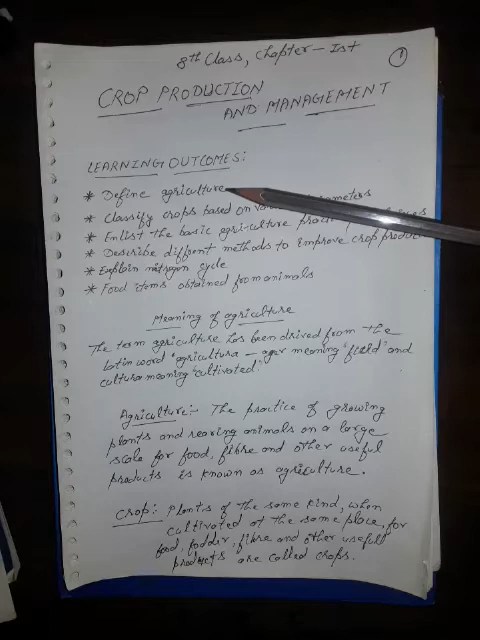 8th Class, Chapter - Ist
1
CROP PRODUCTION
AND MANAGEMENT
LEARNING OUTCOMES:
* Define agriculture
* Classify crops based on
* Enlist the basic agri-culture
* Describe diffrent methods to improve crop
* Explain nitrogen cycle
* Food items obtained from animals
Meaning of agriculture
The term agriculture has been drived from the
Latin word "agricultura - ager meaning "field" and
cultura meaning "cultivated"
Agriculture:- The practice of growing
plants and rearing animals on a large
scale for food, fibre and other useful
products is known as agriculture.
Crop: Plants of the same kind, when
cultivated at the same place, for
food, fodder, fibre and other usefull
products are called crops.